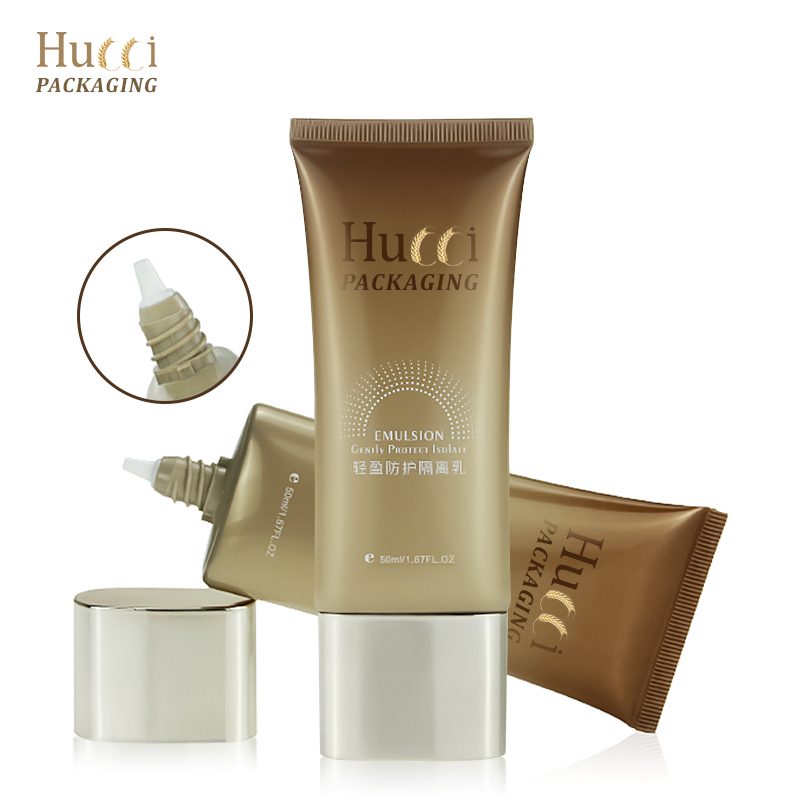 Hucci
PACKAGING
Hucci
PACKAGING
EMULSION
Gently Protect Isolate
轻盈防护隔离乳
℮ 50ml/1.67FL.OZ
℮ 50ml/1.67FL.OZ
Hucci
PACKAGING